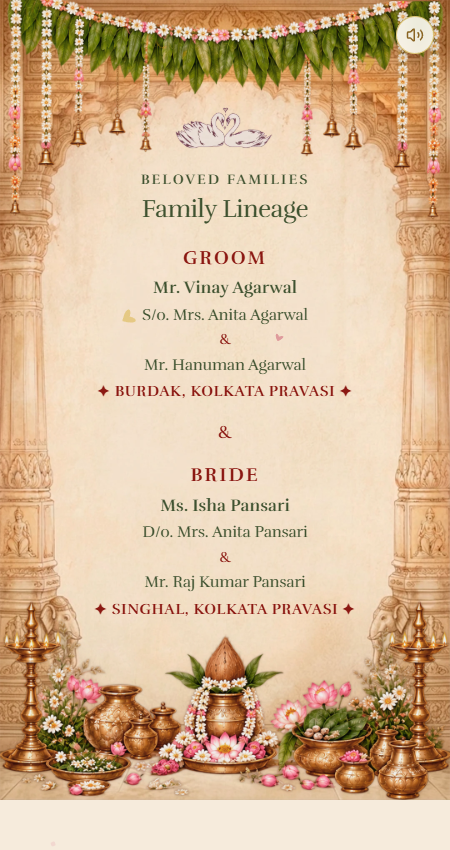 BELOVED FAMILIES
Family Lineage
GROOM
Mr. Vinay Agarwal
S/o. Mrs. Anita Agarwal
&
Mr. Hanuman Agarwal
✦ BURDAK, KOLKATA PRAVASI ✦
&
BRIDE
Ms. Isha Pansari
D/o. Mrs. Anita Pansari
&
Mr. Raj Kumar Pansari
✦ SINGHAL, KOLKATA PRAVASI ✦